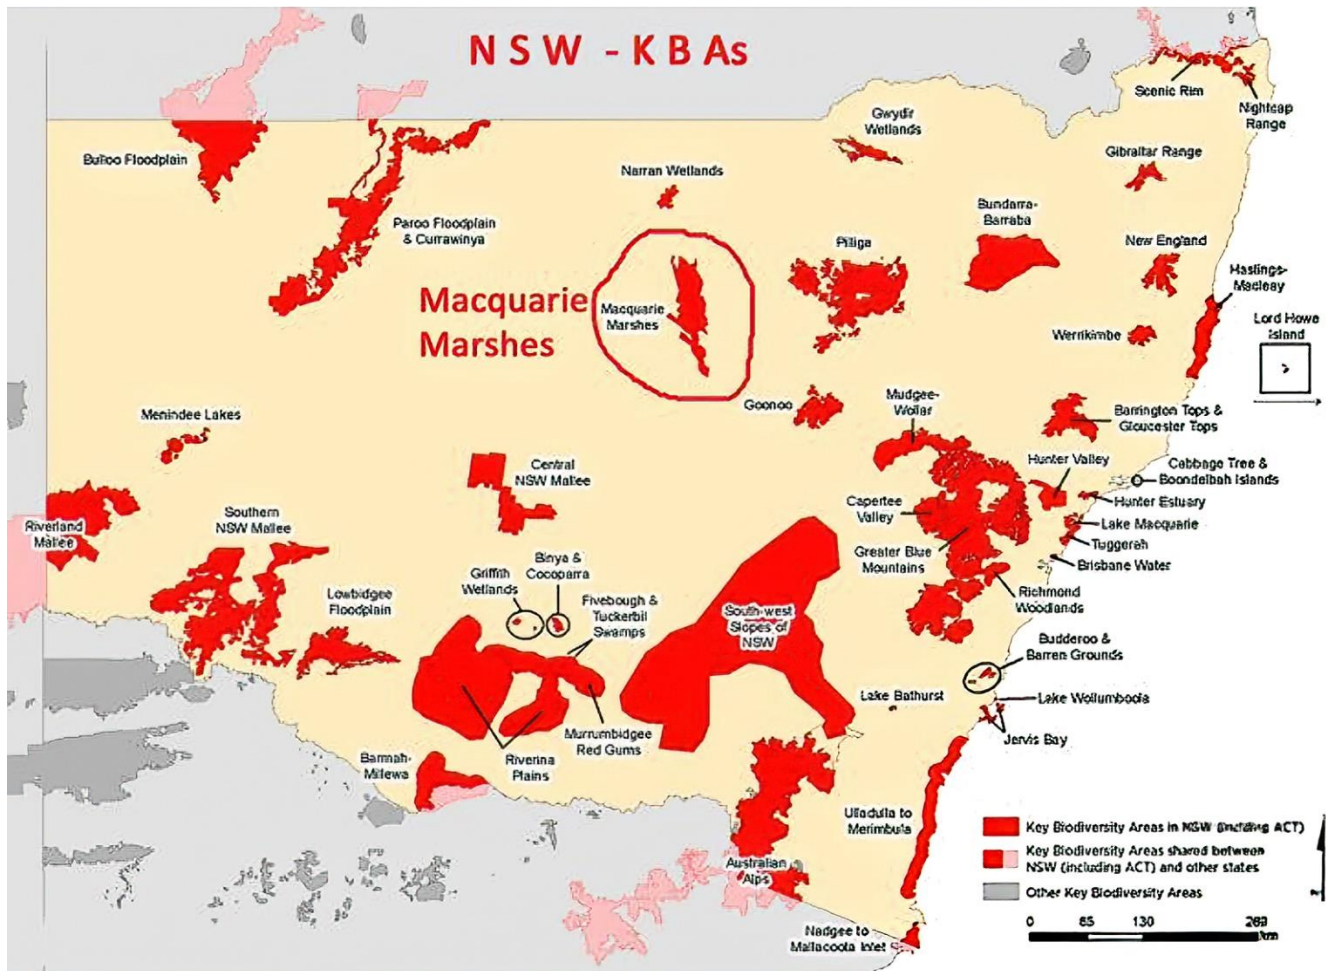 N S W - K B As
Scenic Rim
Nightcap
Range
Gwydir
Wetlands
Bulloo Floodplain
Gibraltar Range
Narran Wetlands
Paroo Floodplain
& Currawinya
Bundarra-
Barraba
Pilliga
New England
Hastings-
Macleay
Macquarie
Marshes
Macquarie
Marshes
Lord Howe
Island
Werrikimbe
Goonoo
Mudgee-
Wollar
Menindee Lakes
Barrington Tops &
Gloucester Tops
Central
NSW Mallee
Hunter Valley
Cabbage Tree &
Boondelbah Islands
Hunter Estuary
Riverland
Mallee
Southern
NSW Mallee
Capertee
Valley
Lake Macquarie
Tuggerah
Greater Blue
Mountains
Brisbane Water
Griffith
Wetlands
Binya &
Cocoparra
Lowbidgee
Floodplain
Fivebough &
Tuckerbil
Swamps
South-west
Slopes of
NSW
Richmond
Woodlands
Budderoo &
Barren Grounds
Lake Bathurst
Lake Wollumboola
Jervis Bay
Murrumbidgee
Red Gums
Riverina
Plains
Barmah-
Millewa
Ulladulla to
Merimbula
Australian
Alps
Nadgee to
Mallacoota Inlet
Key Biodiversity Areas in NSW (including ACT)
Key Biodiversity Areas shared between
NSW (including ACT) and other states
Other Key Biodiversity Areas
0 65 130 260
km